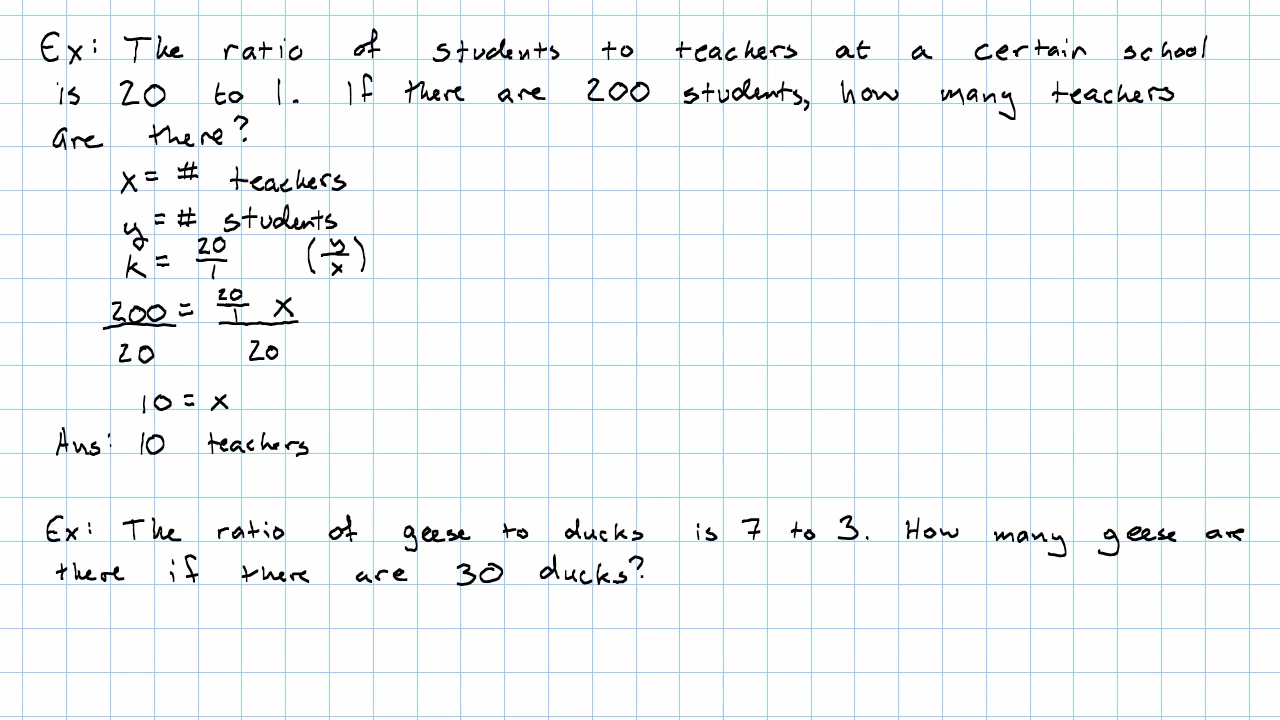 Ex: The ratio of students to teachers at a certain school
is 20 to 1. If there are 200 students, how many teachers
are there?
x = # teachers
y = # students
k = 20/1 (y/x)
200 = 20/1 x
20 20
10 = x
Ans: 10 teachers
Ex: The ratio of geese to ducks is 7 to 3. How many geese are
there if there are 30 ducks?